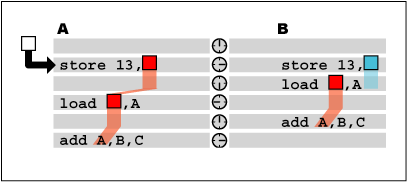 A B
store 13, store 13,
load ,A
load ,A
add A,B,C
add A,B,C